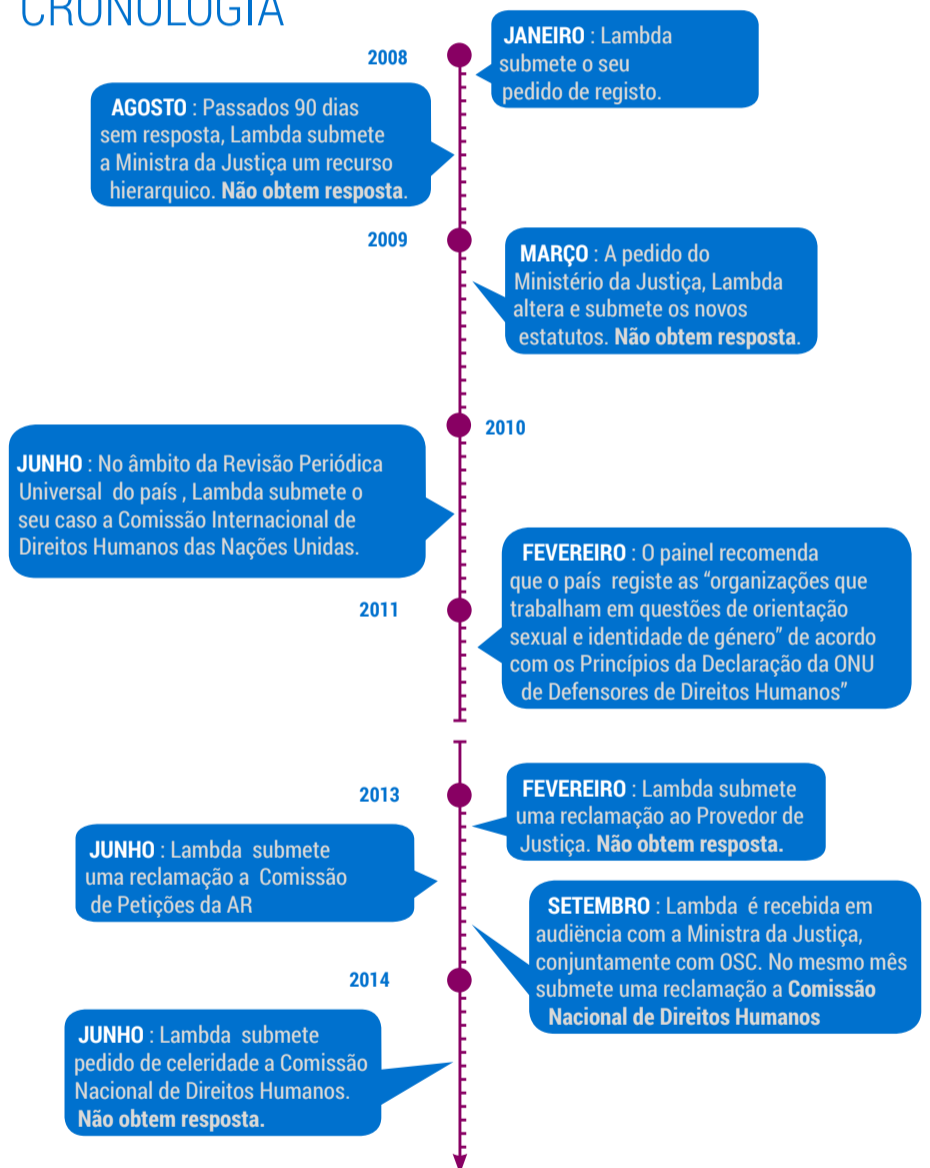 CRONOLOGIA
2008
JANEIRO : Lambda
submete o seu
pedido de registo.
AGOSTO : Passados 90 dias
sem resposta, Lambda submete
a Ministra da Justiça um recurso
hierarquico. Não obtem resposta.
2009
MARÇO : A pedido do
Ministério da Justiça, Lambda
altera e submete os novos
estatutos. Não obtem resposta.
2010
JUNHO : No âmbito da Revisão Periódica
Universal do país , Lambda submete o
seu caso a Comissão Internacional de
Direitos Humanos das Nações Unidas.
2011
FEVEREIRO : O painel recomenda
que o país registe as “organizações que
trabalham em questões de orientação
sexual e identidade de género” de acordo
com os Princípios da Declaração da ONU
de Defensores de Direitos Humanos”
2013
FEVEREIRO : Lambda submete
uma reclamação ao Provedor de
Justiça. Não obtem resposta.
JUNHO : Lambda submete
uma reclamação a Comissão
de Petições da AR
SETEMBRO : Lambda é recebida em
audiëncia com a Ministra da Justiça,
conjuntamente com OSC. No mesmo mês
submete uma reclamação a Comissão
Nacional de Direitos Humanos
2014
JUNHO : Lambda submete
pedido de celeridade a Comissão
Nacional de Direitos Humanos.
Não obtem resposta.